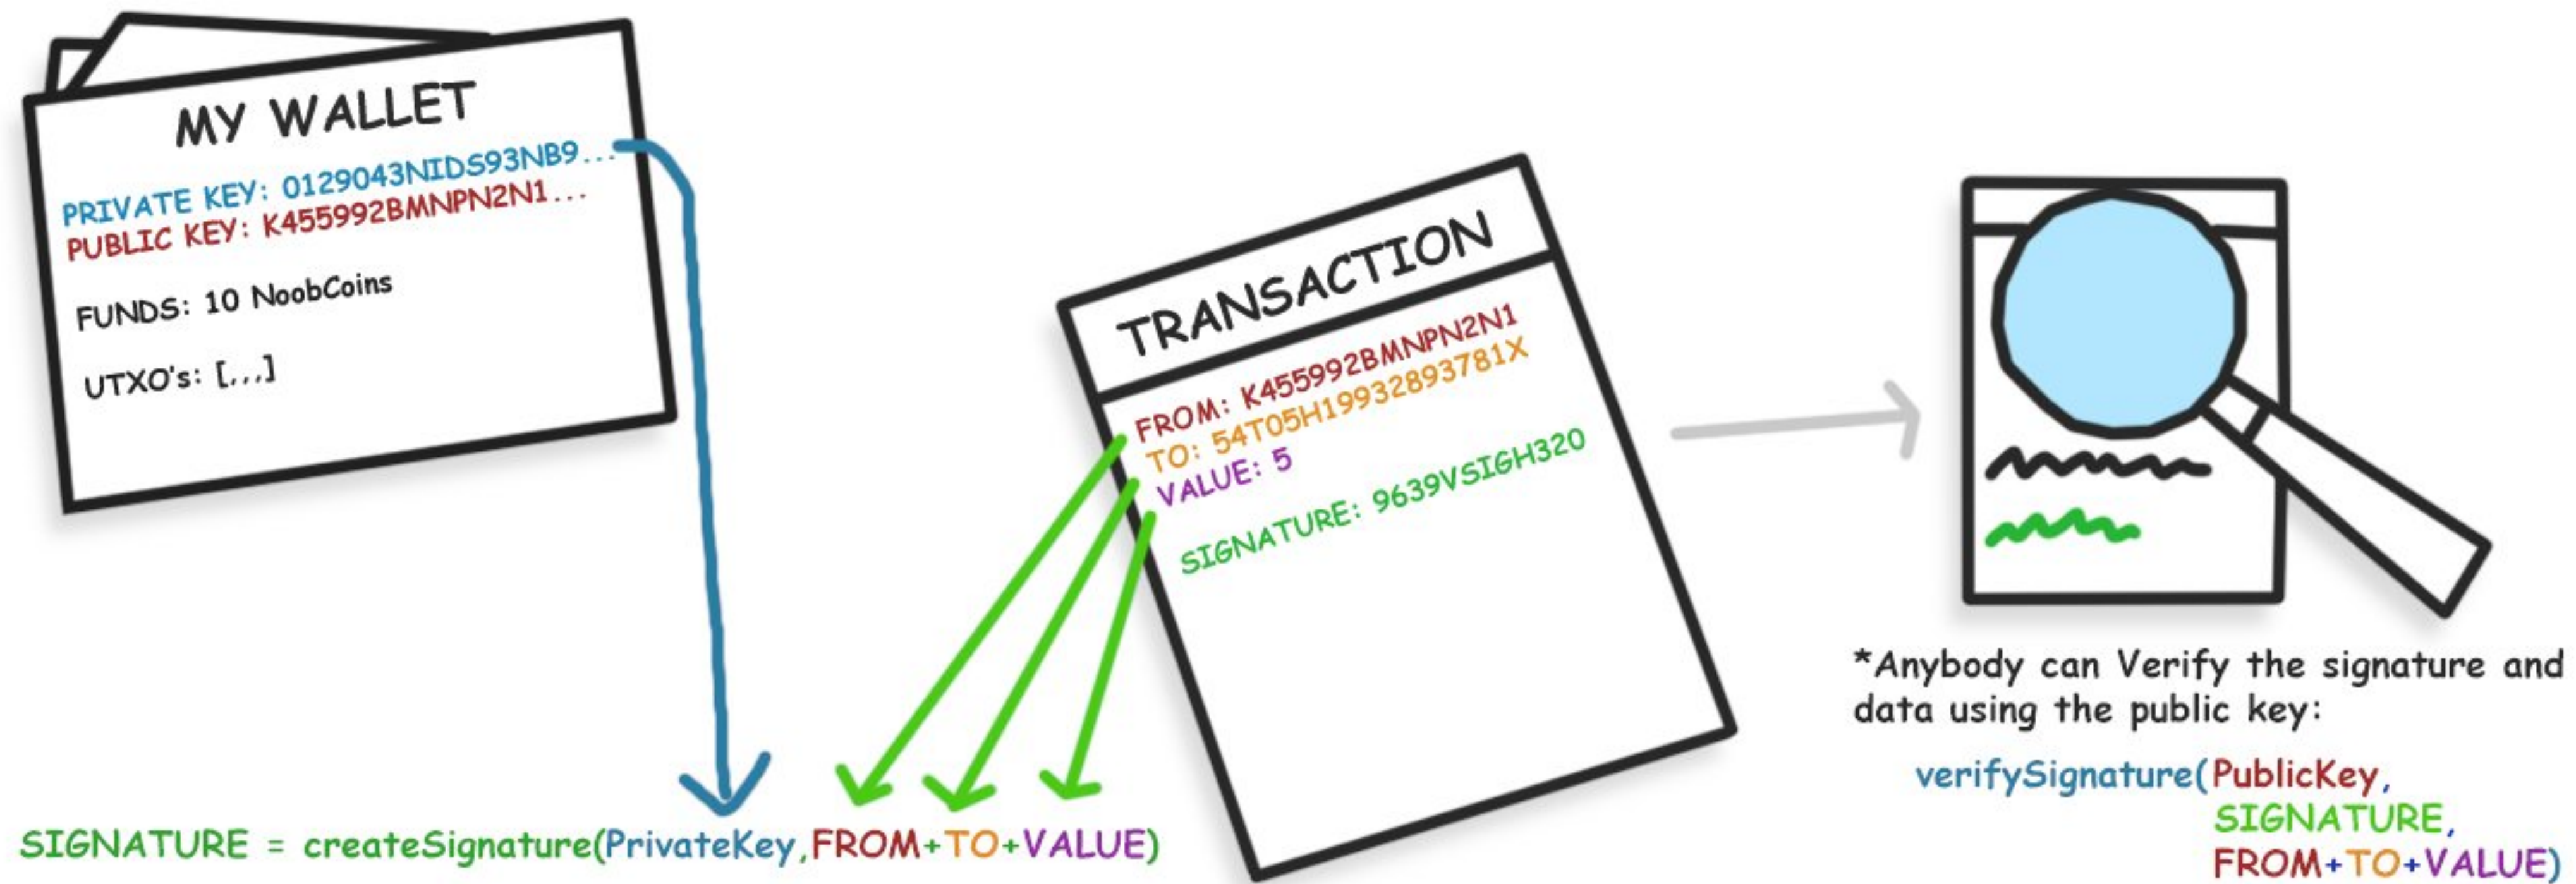 MY WALLET
PRIVATE KEY: 0129043NIDS93NB9...
PUBLIC KEY: K455992BMNPN2N1...
FUNDS: 10 NoobCoins
UTXO's: [,,,]
SIGNATURE = createSignature(PrivateKey,FROM+TO+VALUE)
TRANSACTION
FROM: K455992BMNPN2N1
TO: 54T05H19932893781X
VALUE: 5
SIGNATURE: 9639VSIGH320
*Anybody can Verify the signature and
data using the public key:
verifySignature(PublicKey,
SIGNATURE,
FROM+TO+VALUE)